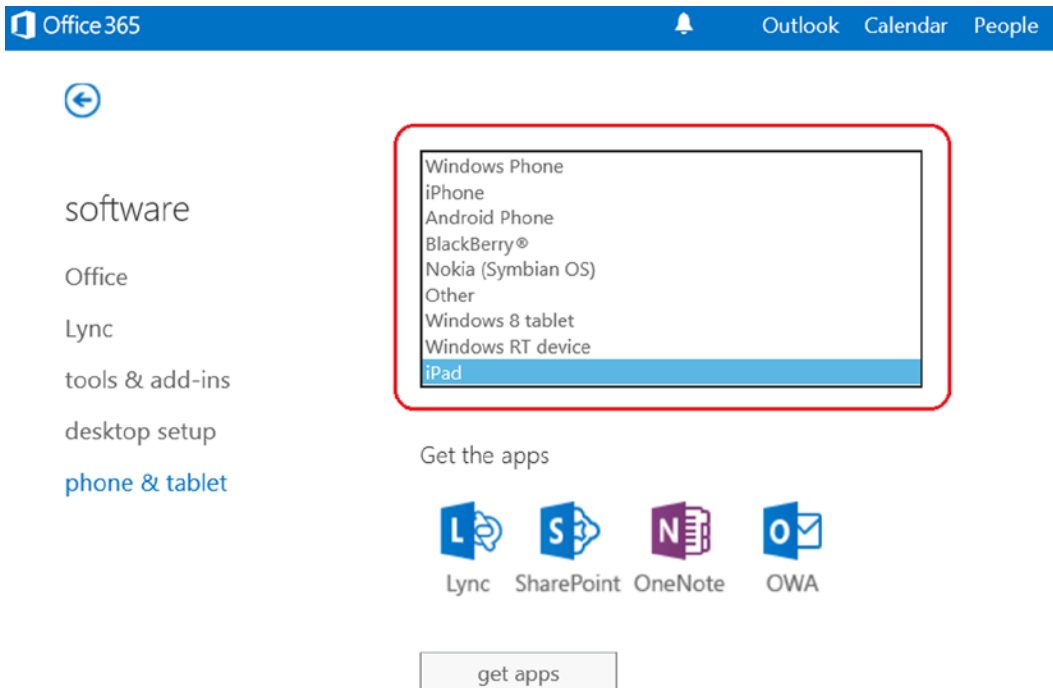 Office 365 Outlook Calendar People
software
Office
Lync
tools & add-ins
desktop setup
phone & tablet
Windows Phone
iPhone
Android Phone
BlackBerry®
Nokia (Symbian OS)
Other
Windows 8 tablet
Windows RT device
iPad
Get the apps
Lync SharePoint OneNote OWA
get apps